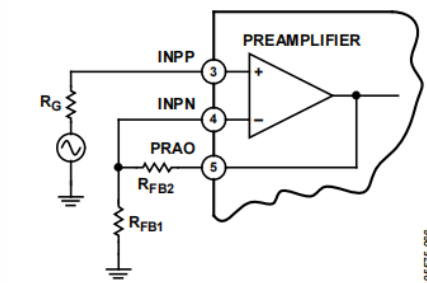 PREAMPLIFIER
INPP
3
+
RG
INPN
4
−
PRAO
5
RFB2
RFB1